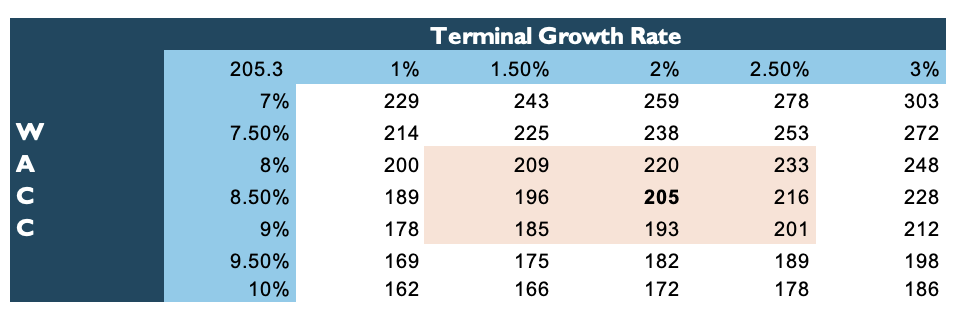 Terminal Growth Rate
205.3 1% 1.50% 2% 2.50% 3%
7% 229 243 259 278 303
W 7.50% 214 225 238 253 272
A 8% 200 209 220 233 248
C 8.50% 189 196 205 216 228
C 9% 178 185 193 201 212
9.50% 169 175 182 189 198
10% 162 166 172 178 186